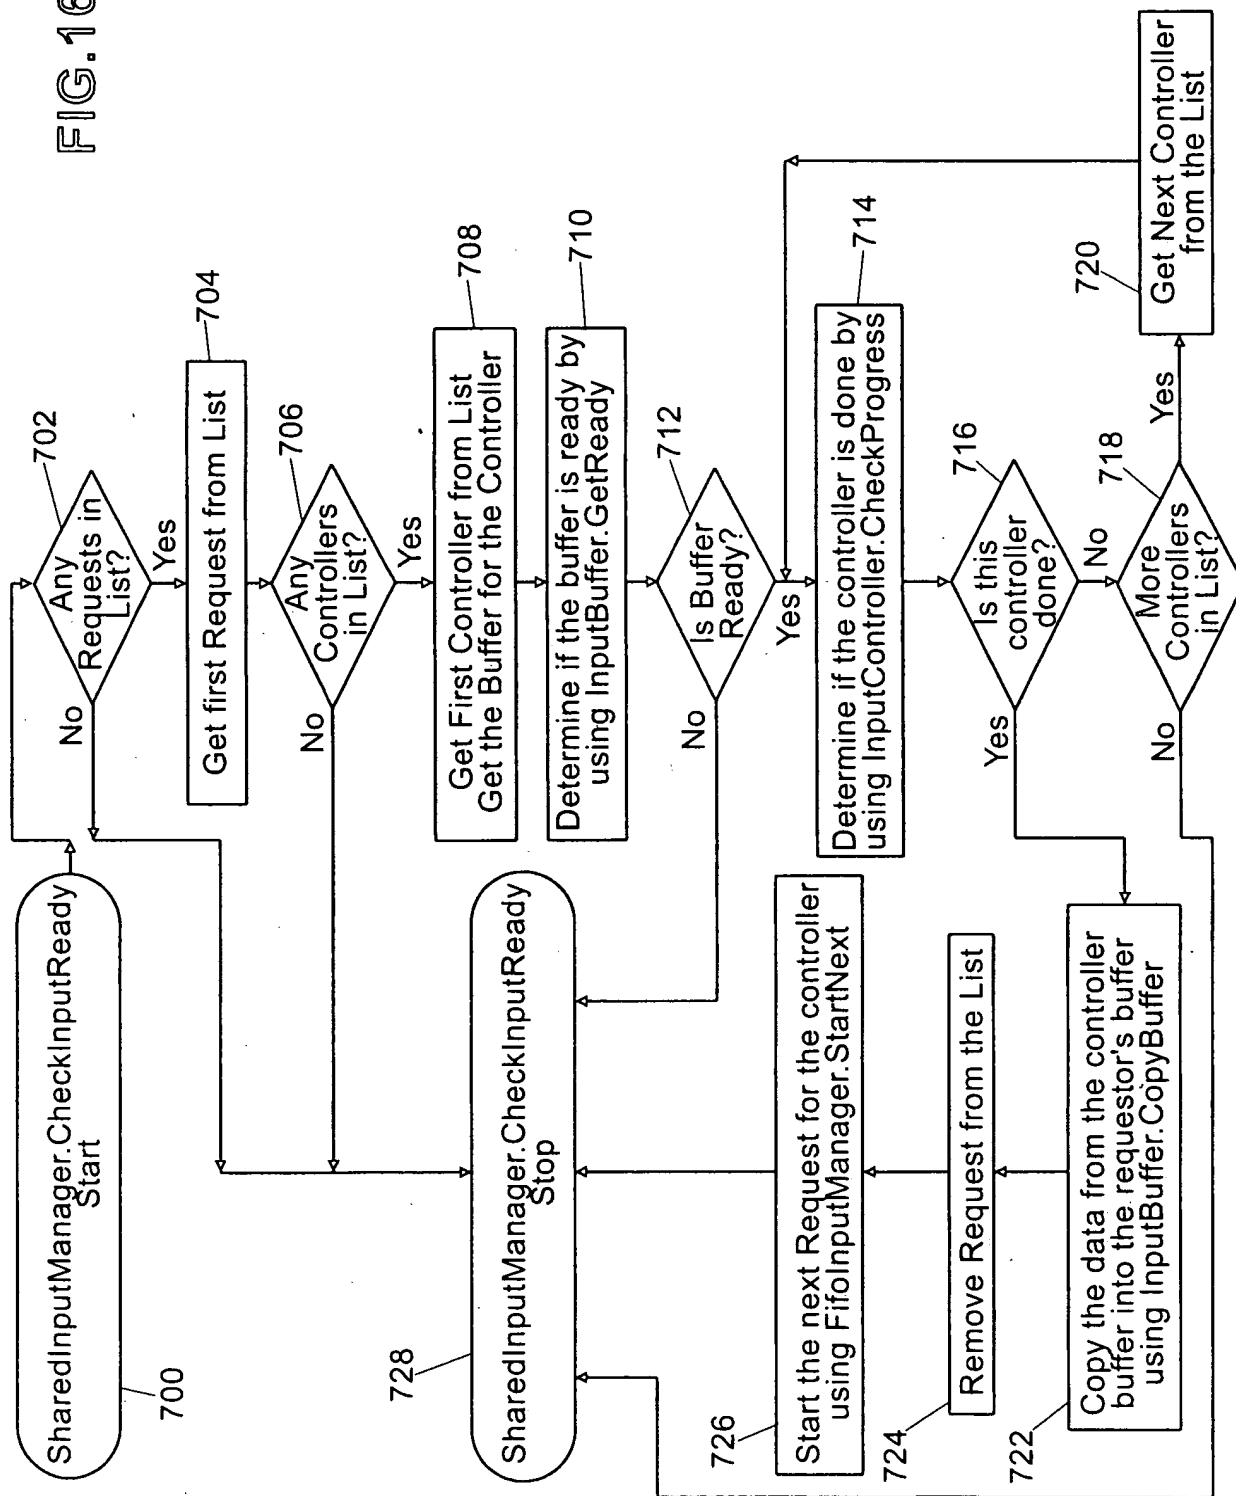 FIG.16
SharedInputManager.CheckInputReady
Start
700
702
Any
Requests in
List?
No
Yes
704
Get first Request from List
706
Any
Controllers
in List?
No
Yes
708
Get First Controller from List
Get the Buffer for the Controller
710
Determine if the buffer is ready by
using InputBuffer.GetReady
712
Is Buffer
Ready?
No
Yes
714
Determine if the controller is done by
using InputController.CheckProgress
716
Is this
controller
done?
Yes
No
718
More
Controllers
in List?
Yes
No
720
Get Next Controller
from the List
722
Copy the data from the controller
buffer into the requestor's buffer
using InputBuffer.CopyBuffer
724
Remove Request from the List
726
Start the next Request for the controller
using FifoInputManager.StartNext
728
SharedInputManager.CheckInputReady
Stop